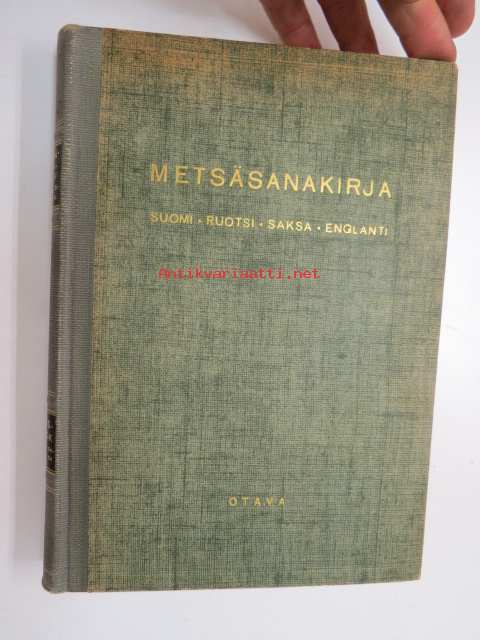 METSÄSANAKIRJA
SUOMI • RUOTSI • SAKSA • ENGLANTI
Antikvariaatti.net
OTAVA